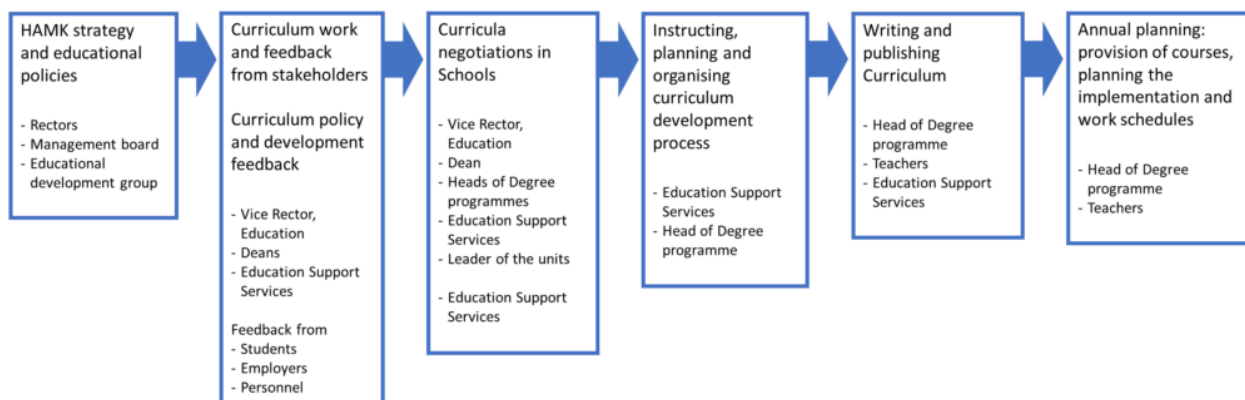 HAMK strategy
and educational
policies
- Rectors
- Management board
- Educational
development group
Curriculum work
and feedback
from stakeholders
Curriculum policy
and development
feedback
- Vice Rector,
Education
- Deans
- Education Support
Services
Feedback from
- Students
- Employers
- Personnel
Curricula
negotiations in
Schools
- Vice Rector,
Education
- Dean
- Heads of Degree
programmes
- Education Support
Services
- Leader of the units
- Education Support
Services
Instructing,
planning and
organising
curriculum
development
process
- Education Support
Services
- Head of Degree
programme
Writing and
publishing
Curriculum
- Head of Degree
programme
- Teachers
- Education Support
Services
Annual planning:
provision of courses,
planning the
implementation and
work schedules
- Head of Degree
programme
- Teachers